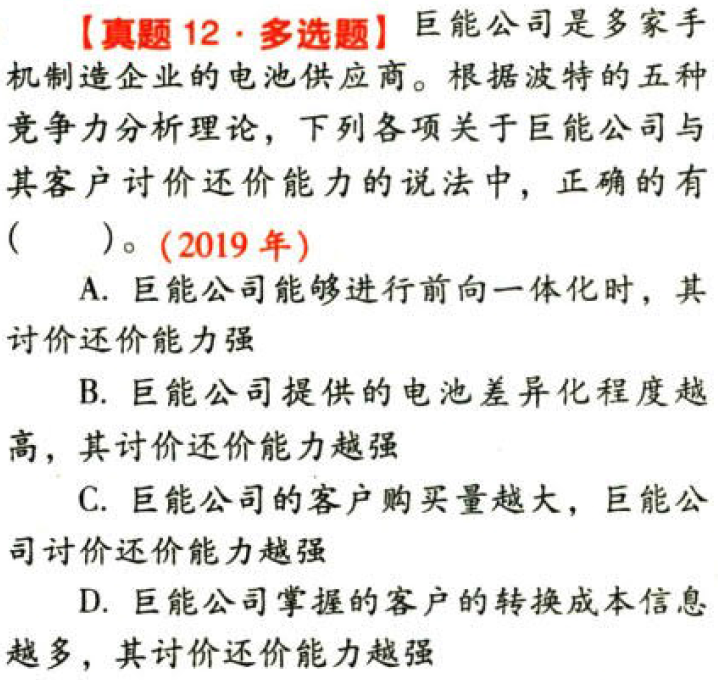 【真题 12·多选题】巨能公司是多家手
机制造企业的电池供应商。根据波特的五种
竞争力分析理论，下列各项关于巨能公司与
其客户讨价还价能力的说法中，正确的有
(　　)。(2019 年)
A. 巨能公司能够进行前向一体化时，其
讨价还价能力强
B. 巨能公司提供的电池差异化程度越
高，其讨价还价能力越强
C. 巨能公司的客户购买量越大，巨能公
司讨价还价能力越强
D. 巨能公司掌握的客户的转换成本信息
越多，其讨价还价能力越强